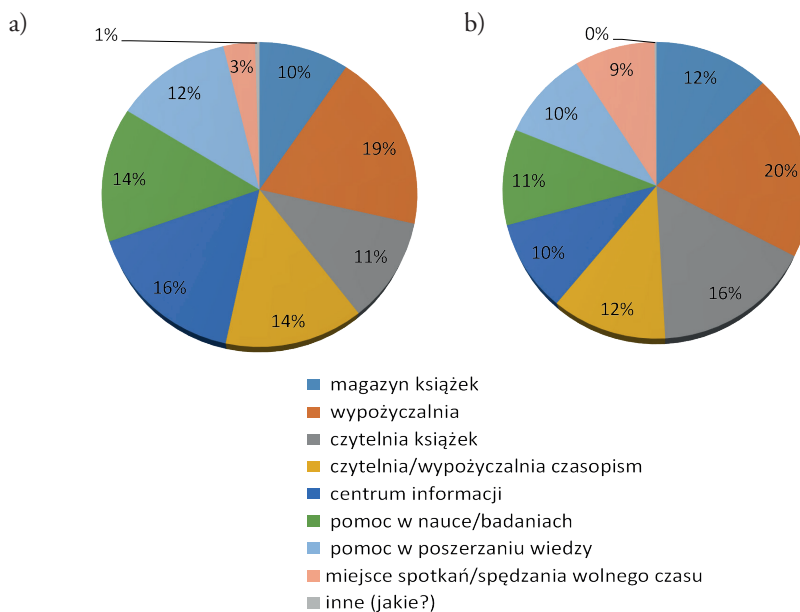 a)
1%
10%
19%
11%
14%
16%
14%
12%
3%
b)
0%
12%
20%
16%
12%
10%
11%
10%
9%
magazyn książek
wypożyczalnia
czytelnia książek
czytelnia/wypożyczalnia czasopism
centrum informacji
pomoc w nauce/badaniach
pomoc w poszerzaniu wiedzy
miejsce spotkań/spędzania wolnego czasu
inne (jakie?)